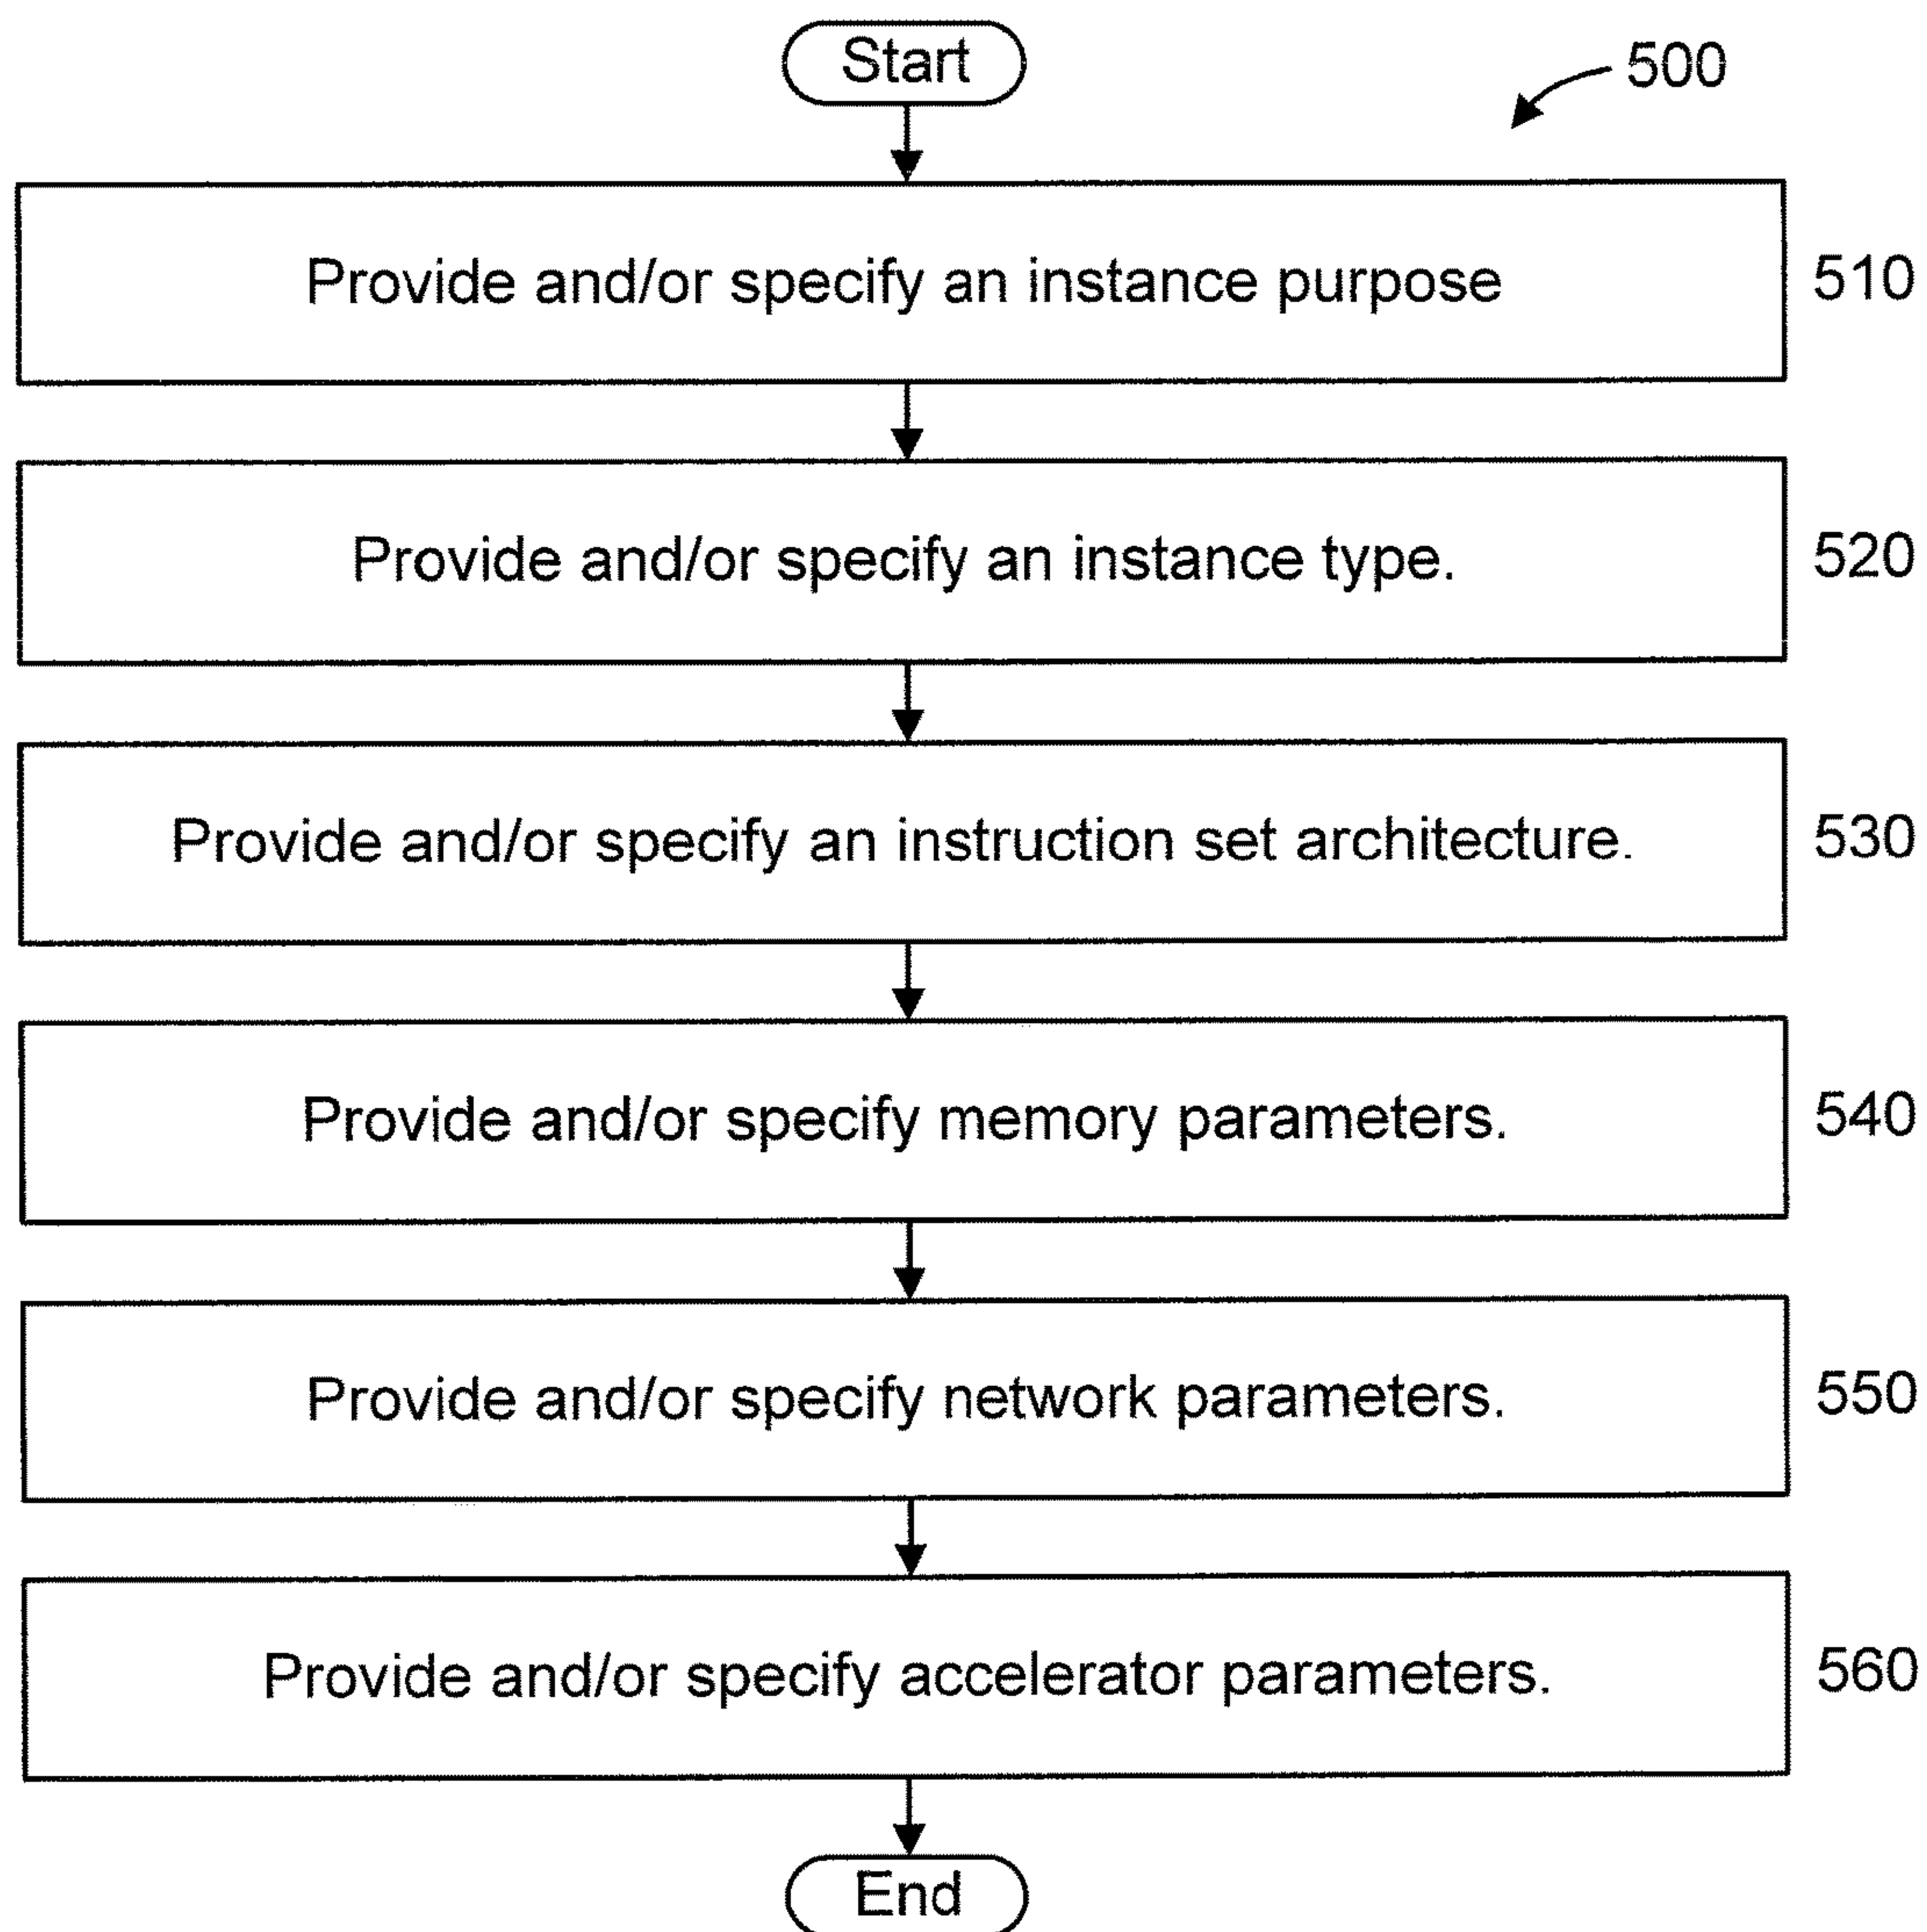 Start
500
Provide and/or specify an instance purpose
510
Provide and/or specify an instance type.
520
Provide and/or specify an instruction set architecture.
530
Provide and/or specify memory parameters.
540
Provide and/or specify network parameters.
550
Provide and/or specify accelerator parameters.
560
End